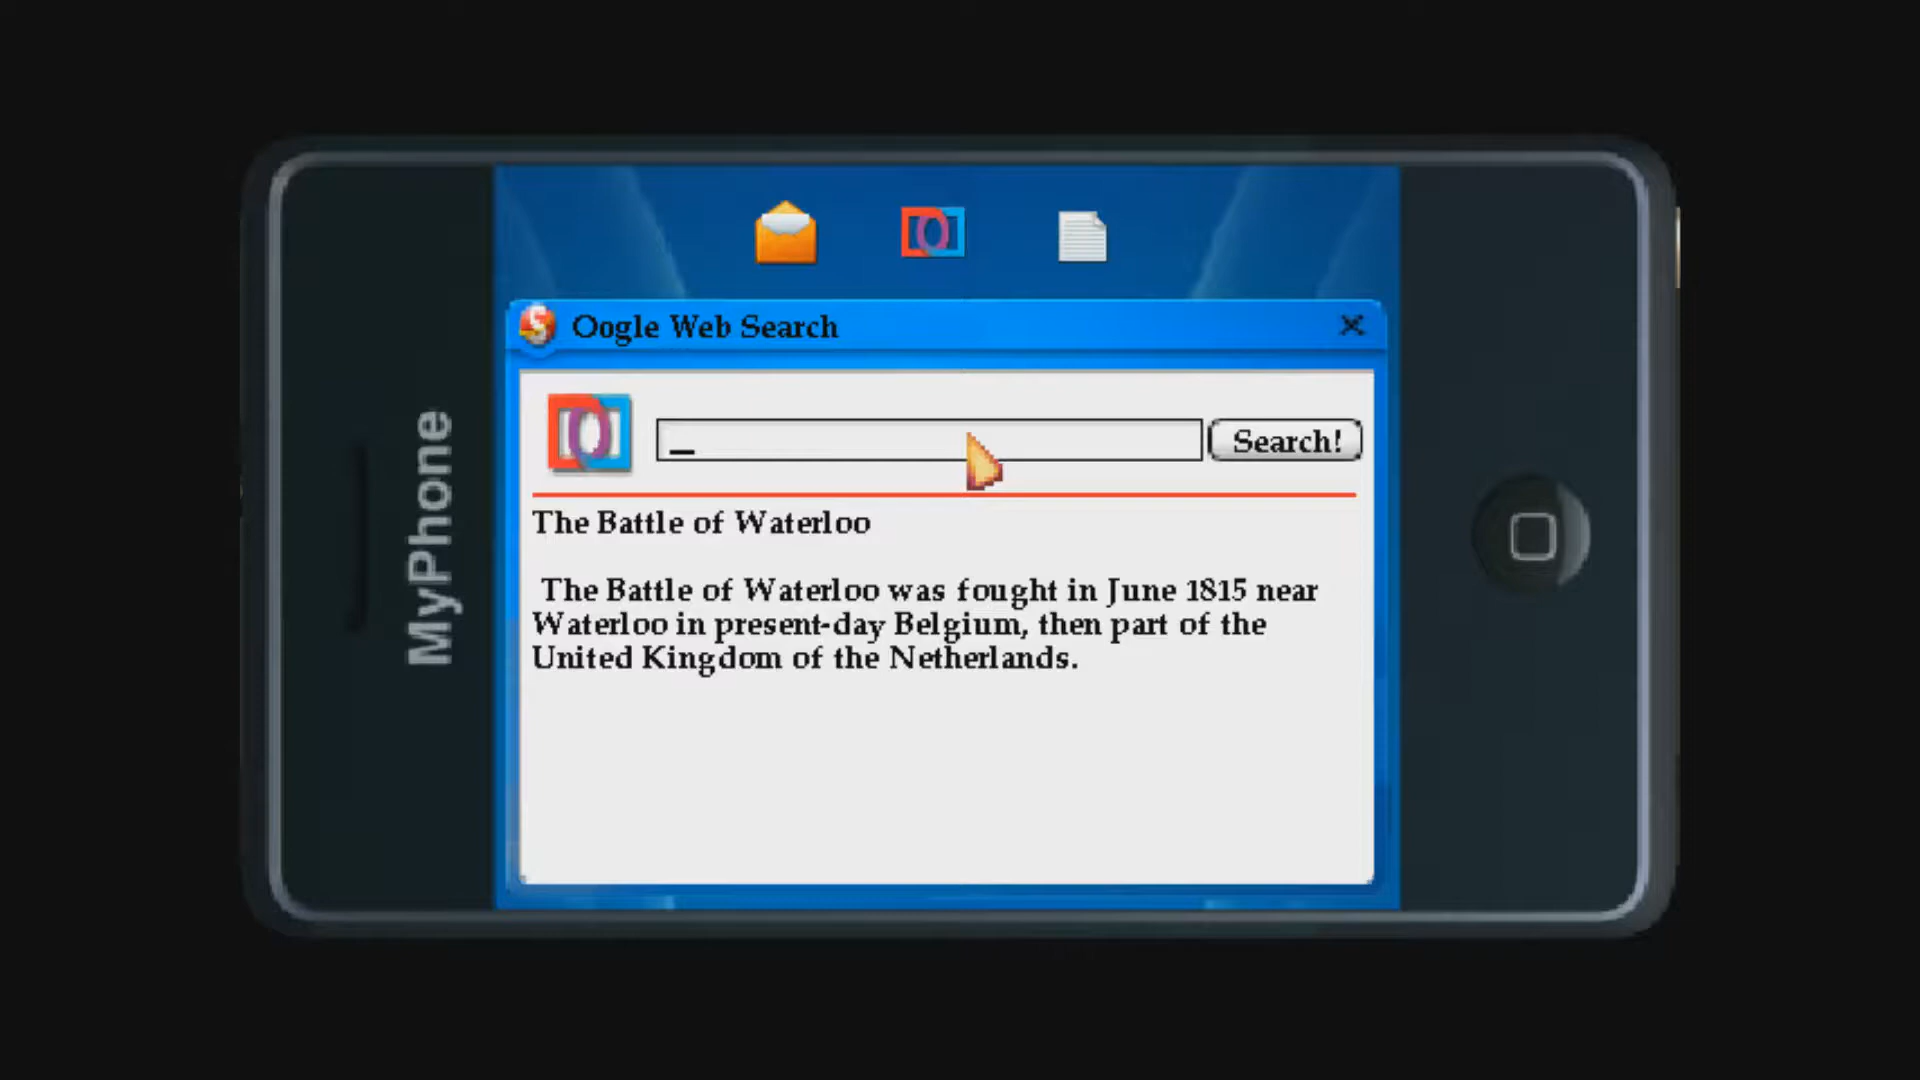 MyPhone
Oogle Web Search
Search!
The Battle of Waterloo
The Battle of Waterloo was fought in June 1815 near
Waterloo in present-day Belgium, then part of the
United Kingdom of the Netherlands.